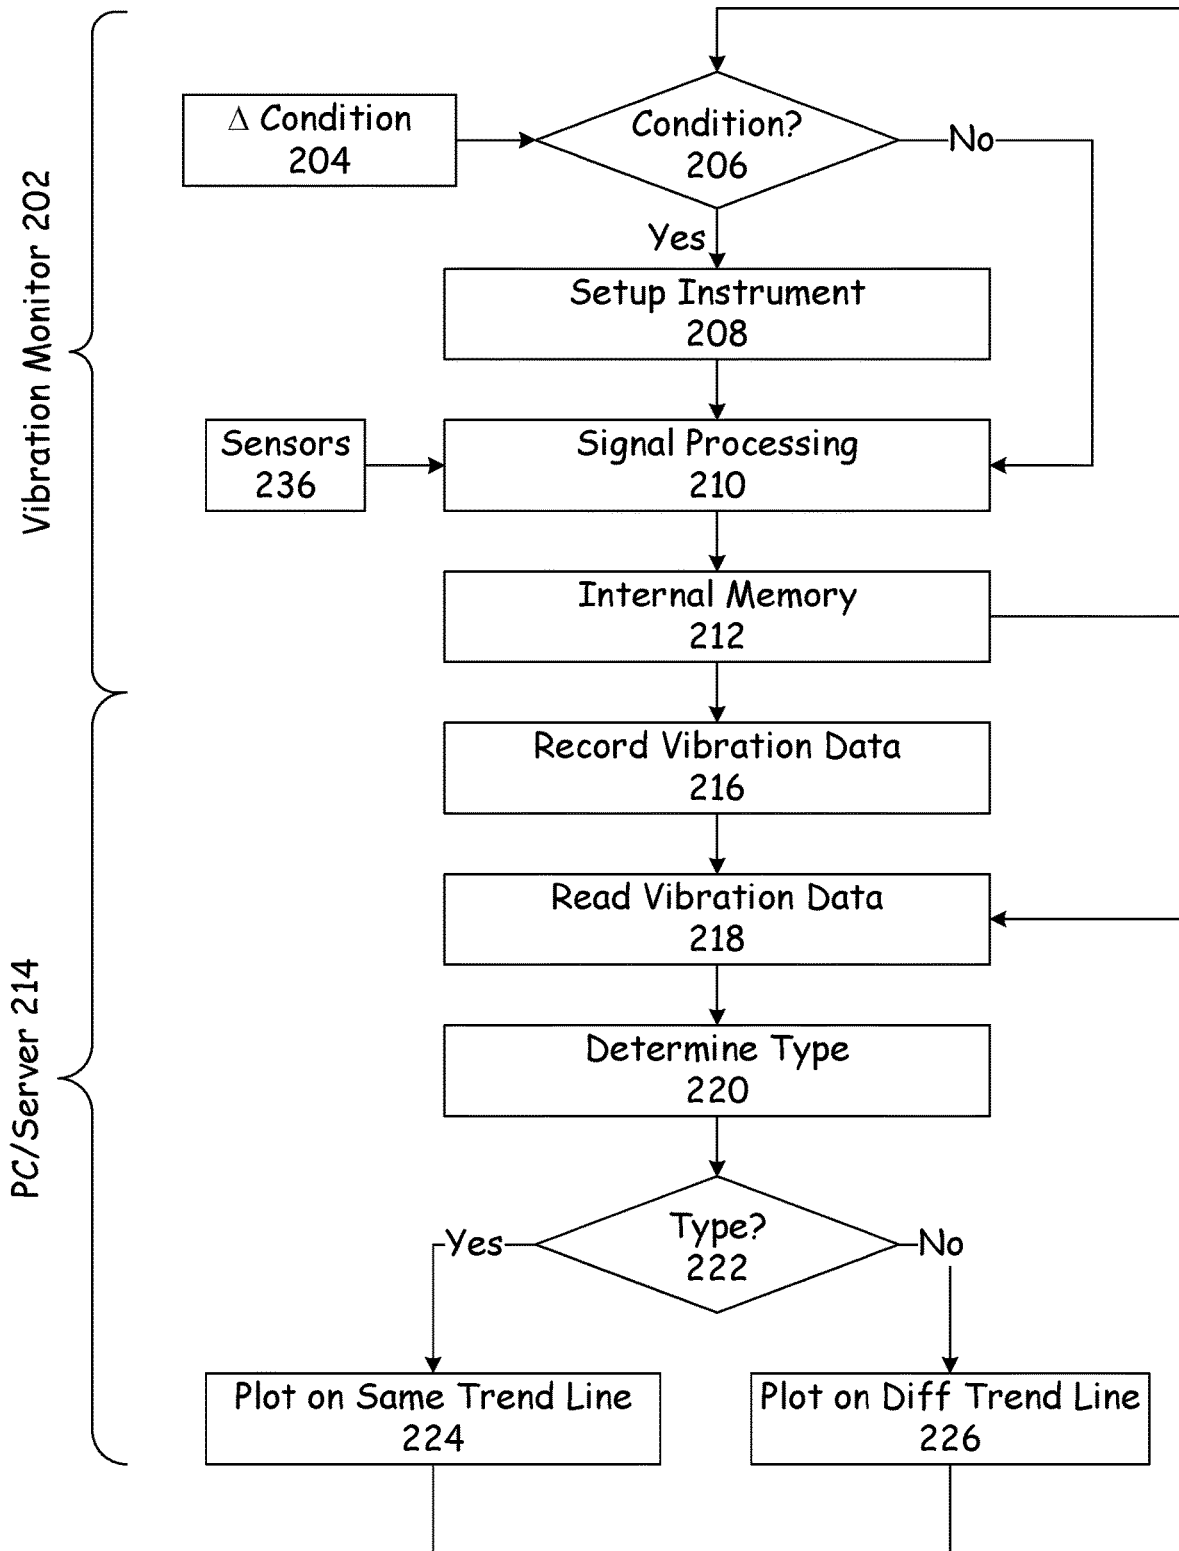 Vibration Monitor 202
Δ Condition
204
Condition?
206
No
Yes
Setup Instrument
208
Sensors
236
Signal Processing
210
Internal Memory
212
PC/Server 214
Record Vibration Data
216
Read Vibration Data
218
Determine Type
220
Type?
222
Yes
No
Plot on Same Trend Line
224
Plot on Diff Trend Line
226